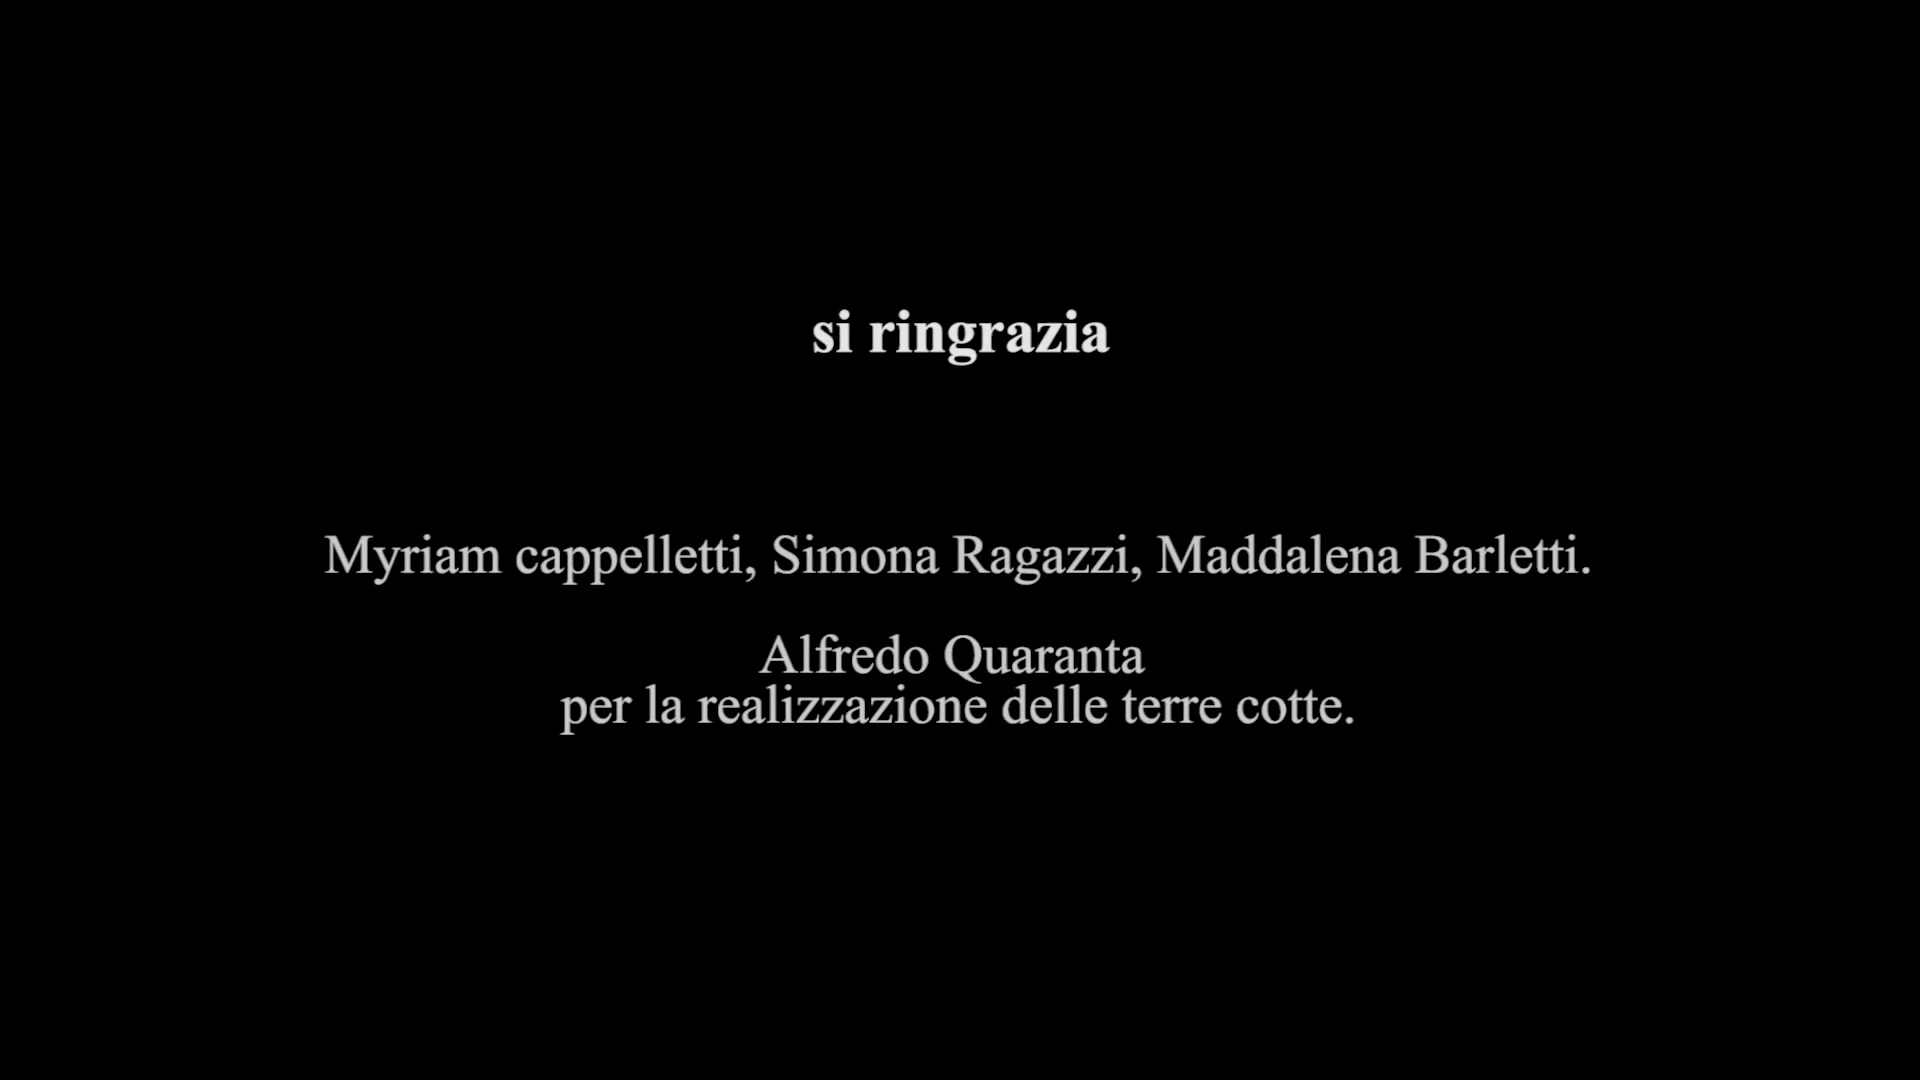 si ringrazia
Myriam cappelletti, Simona Ragazzi, Maddalena Barletti.
Alfredo Quaranta
per la realizzazione delle terre cotte.